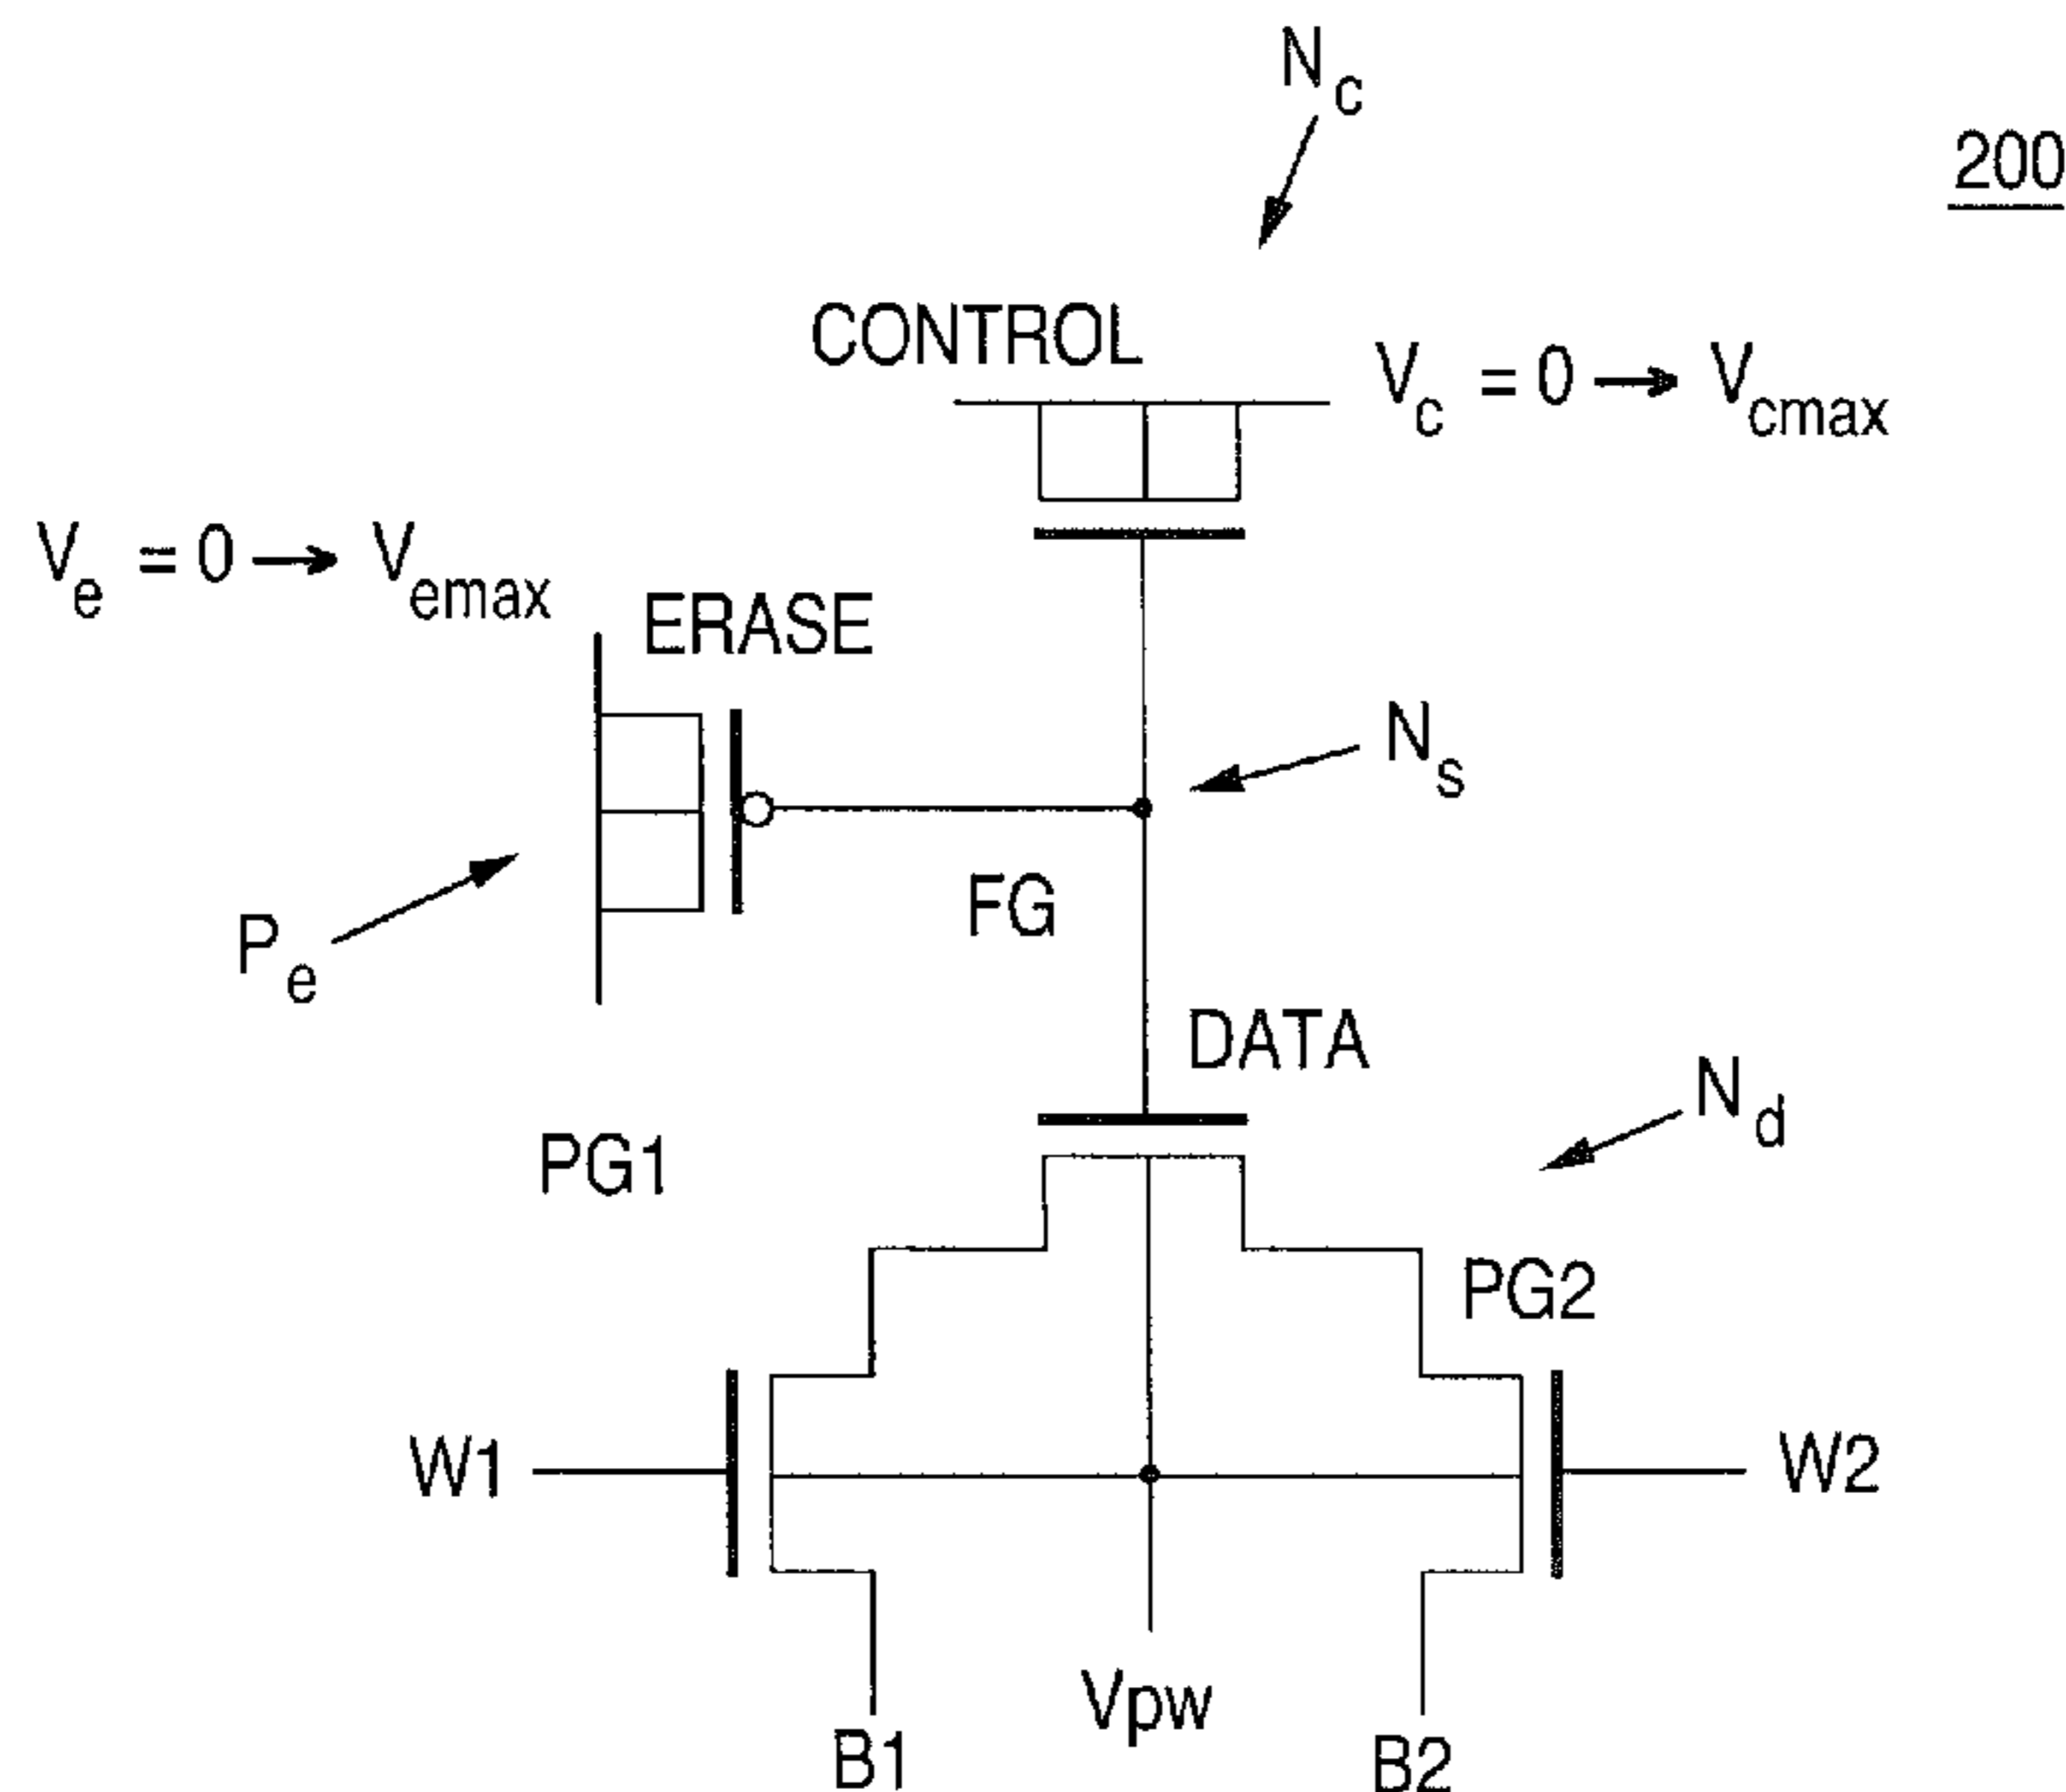 N_c
200
CONTROL
V_c = 0 → V_cmax
V_e = 0 → V_emax
ERASE
N_s
P_e
FG
DATA
N_d
PG1
PG2
W1
W2
Vpw
B1
B2